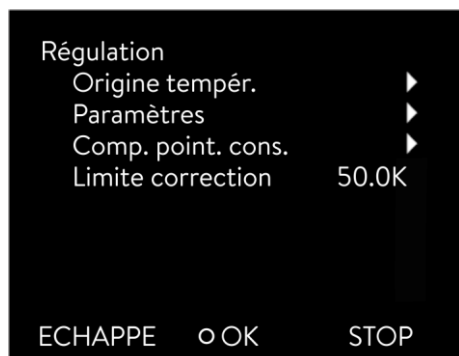 Régulation
Origine tempér.
Paramètres
Comp. point. cons.
Limite correction 50.0K
ECHAPPE OK STOP